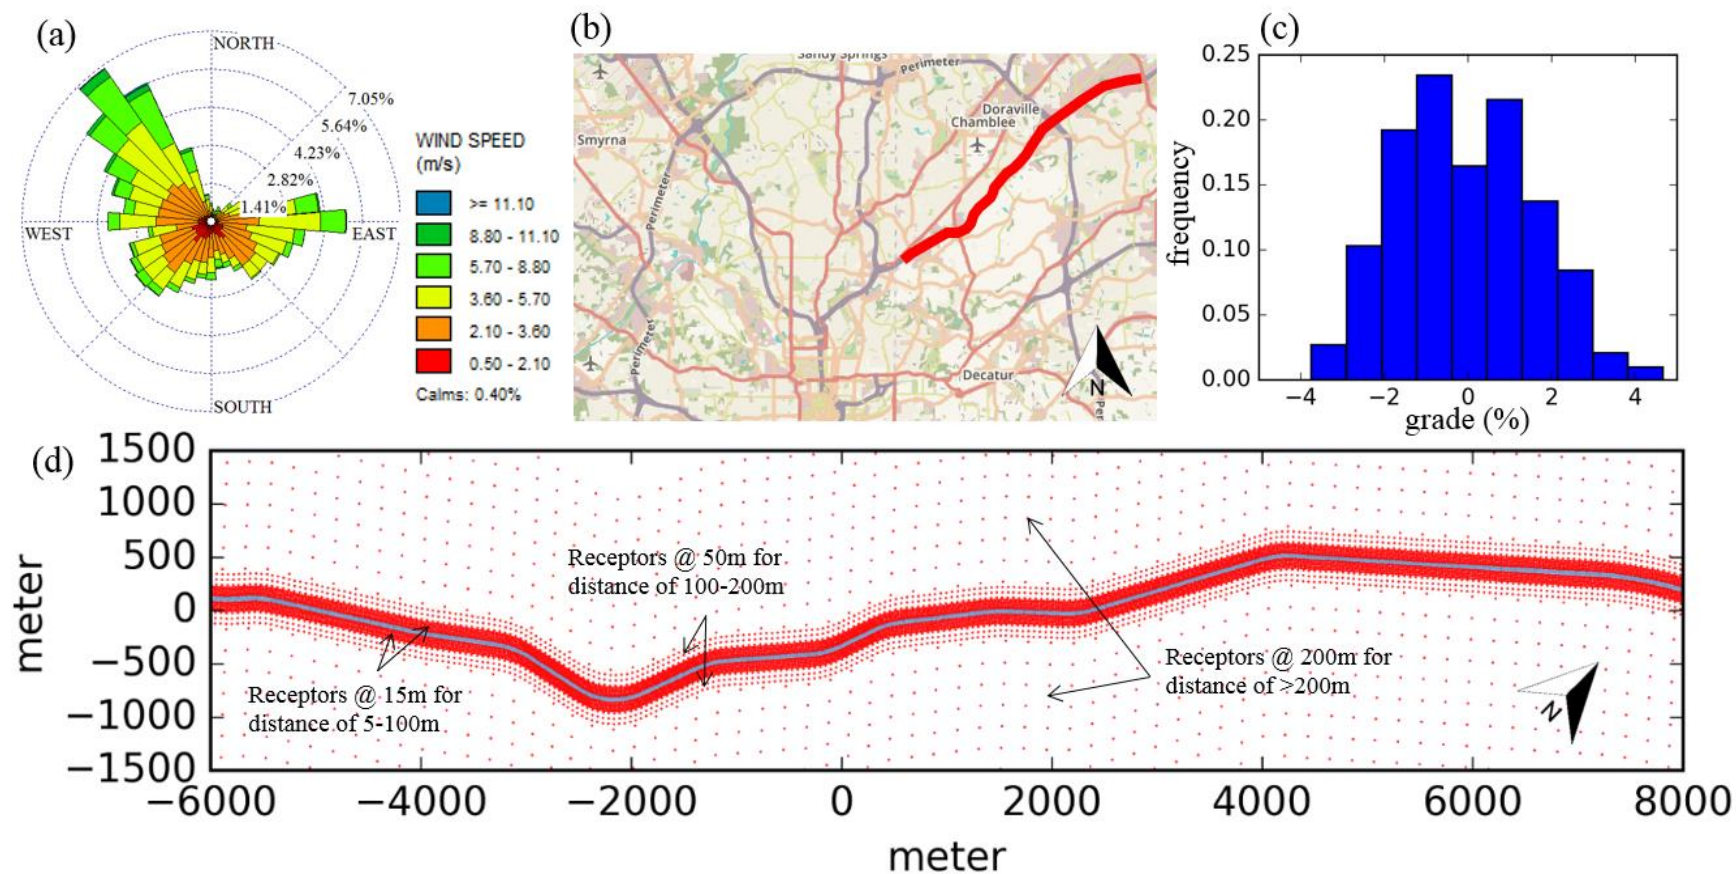 (a)
NORTH
7.05%
5.64%
4.23%
2.82%
1.41%
WEST
EAST
SOUTH
WIND SPEED
(m/s)
>= 11.10
8.80 - 11.10
5.70 - 8.80
3.60 - 5.70
2.10 - 3.60
0.50 - 2.10
Calms: 0.40%
(b)
Sandy Springs
Perimeter
Doraville
Chamblee
Smyrna
Perimeter
Perimeter
Decatur
N
Per
(c)
0.25
0.20
0.15
0.10
0.05
0.00
frequency
−4
−2
0
2
4
grade (%)
(d)
1500
1000
500
0
−500
−1000
−1500
meter
Receptors @ 50m for
distance of 100-200m
Receptors @ 15m for
distance of 5-100m
Receptors @ 200m for
distance of >200m
N
−6000
−4000
−2000
0
2000
4000
6000
8000
meter